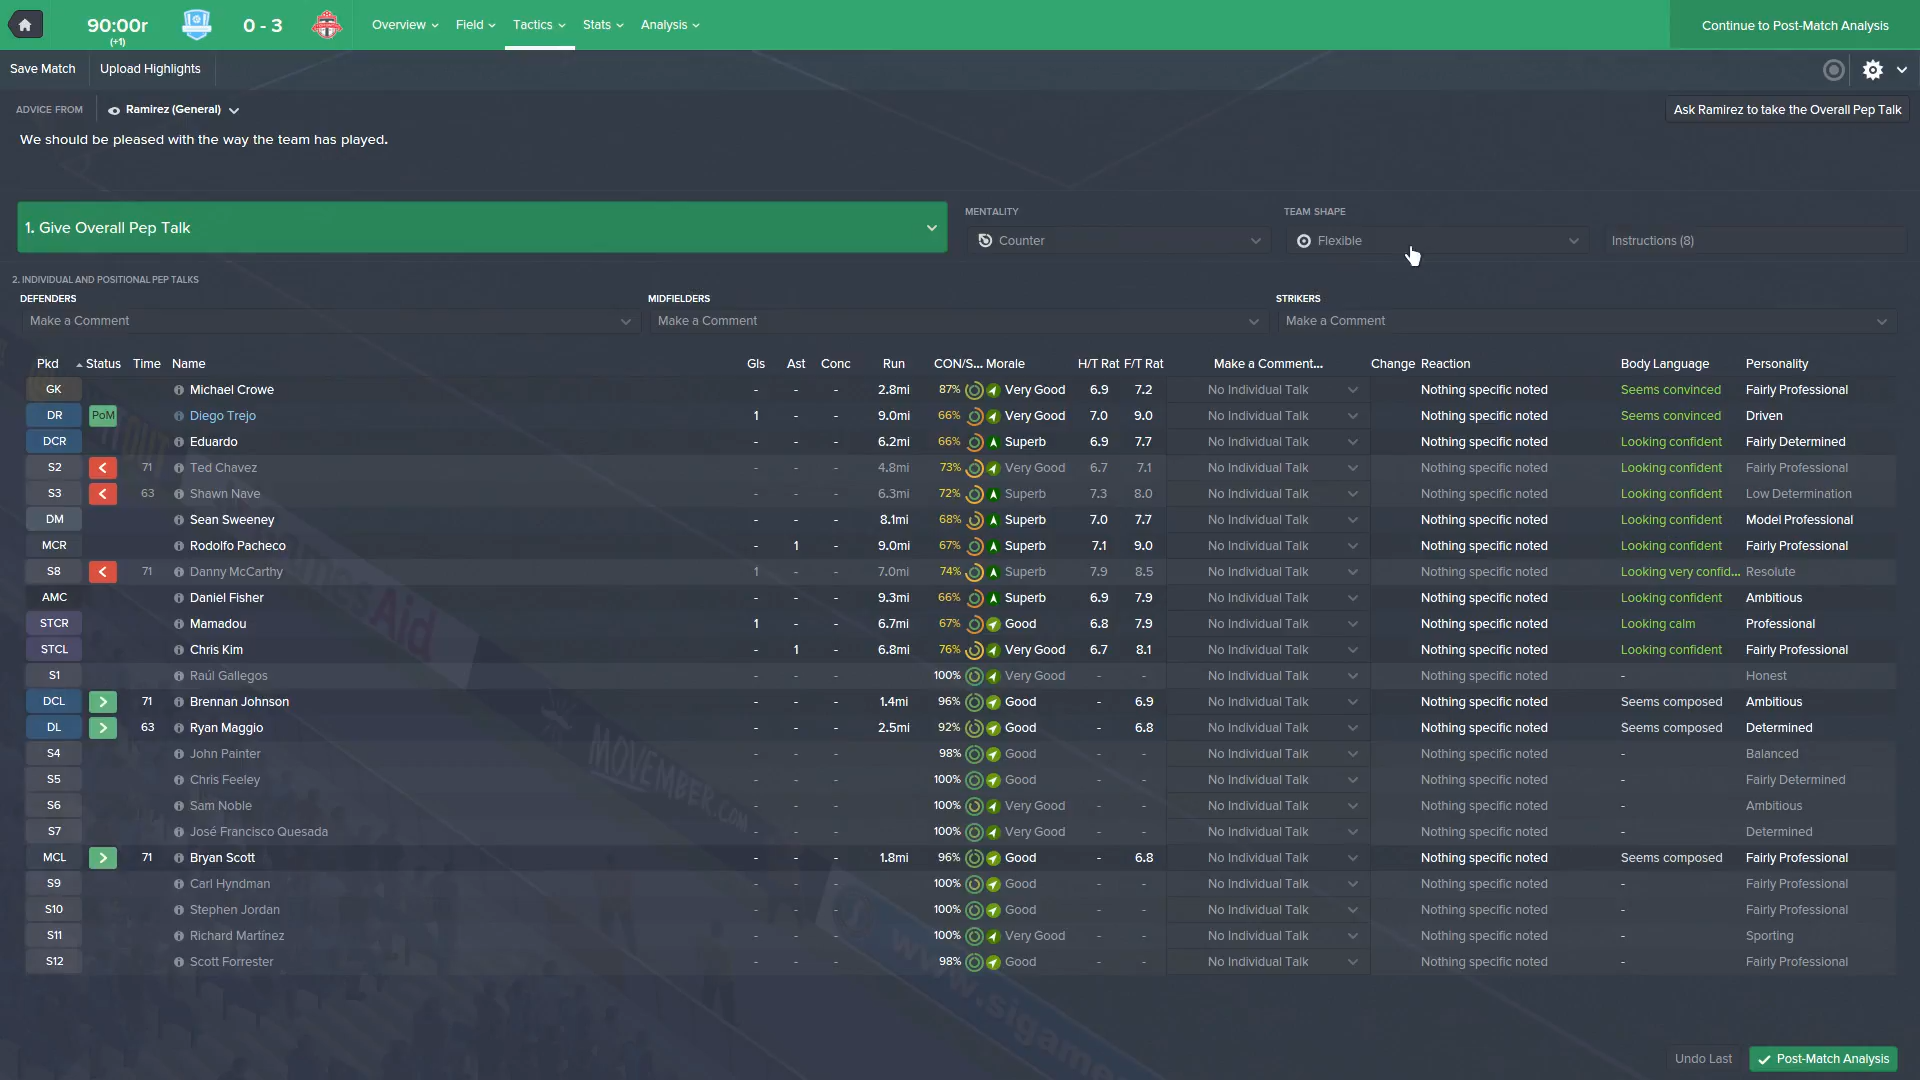 90:00r
(+1)
0 - 3
Overview Field Tactics Stats Analysis
Continue to Post-Match Analysis
Save Match Upload Highlights
ADVICE FROM Ramirez (General)
Ask Ramirez to take the Overall Pep Talk
We should be pleased with the way the team has played.
1. Give Overall Pep Talk
MENTALITY
Counter
TEAM SHAPE
Flexible
Instructions (8)
2. INDIVIDUAL AND POSITIONAL PEP TALKS
DEFENDERS MIDFIELDERS STRIKERS
Make a Comment Make a Comment Make a Comment
Pkd Status Time Name Gls Ast Conc Run CON/S... Morale H/T Rat F/T Rat Make a Comment... Change Reaction Body Language Personality
GK Michael Crowe - - - 2.8mi 87% Very Good 6.9 7.2 No Individual Talk Nothing specific noted Seems convinced Fairly Professional
DR PoM Diego Trejo 1 - - 9.0mi 66% Very Good 7.0 9.0 No Individual Talk Nothing specific noted Seems convinced Driven
DCR Eduardo - - - 6.2mi 66% Superb 6.9 7.7 No Individual Talk Nothing specific noted Looking confident Fairly Determined
S2 71 Ted Chavez - - - 4.8mi 73% Very Good 6.7 7.1 No Individual Talk Nothing specific noted Looking confident Fairly Professional
S3 63 Shawn Nave - - - 6.3mi 72% Superb 7.3 8.0 No Individual Talk Nothing specific noted Looking confident Low Determination
DM Sean Sweeney - - - 8.1mi 68% Superb 7.0 7.7 No Individual Talk Nothing specific noted Looking confident Model Professional
MCR Rodolfo Pacheco - 1 - 9.0mi 67% Superb 7.1 9.0 No Individual Talk Nothing specific noted Looking confident Fairly Professional
S8 71 Danny McCarthy 1 - - 7.0mi 74% Superb 7.9 8.5 No Individual Talk Nothing specific noted Looking very confid... Resolute
AMC Daniel Fisher - - - 9.3mi 66% Superb 6.9 7.9 No Individual Talk Nothing specific noted Looking confident Ambitious
STCR Mamadou 1 - - 6.7mi 67% Good 6.8 7.9 No Individual Talk Nothing specific noted Looking calm Professional
STCL Chris Kim - 1 - 6.8mi 76% Very Good 6.7 8.1 No Individual Talk Nothing specific noted Looking confident Fairly Professional
S1 Raúl Gallegos - - - 100% Very Good - - No Individual Talk Nothing specific noted - Honest
DCL 71 Brennan Johnson - - - 1.4mi 96% Good - 6.9 No Individual Talk Nothing specific noted Seems composed Ambitious
DL 63 Ryan Maggio - - - 2.5mi 92% Good - 6.8 No Individual Talk Nothing specific noted Seems composed Determined
S4 John Painter - - - 98% Good - - No Individual Talk Nothing specific noted - Balanced
S5 Chris Feeley - - - 100% Good - - No Individual Talk Nothing specific noted - Fairly Determined
S6 Sam Noble - - - 100% Very Good - - No Individual Talk Nothing specific noted - Ambitious
S7 José Francisco Quesada - - - 100% Very Good - - No Individual Talk Nothing specific noted - Determined
MCL 71 Bryan Scott - - - 1.8mi 96% Good - 6.8 No Individual Talk Nothing specific noted Seems composed Fairly Professional
S9 Carl Hyndman - - - 100% Good - - No Individual Talk Nothing specific noted - Fairly Professional
S10 Stephen Jordan - - - 100% Good - - No Individual Talk Nothing specific noted - Fairly Professional
S11 Richard Martínez - - - 100% Very Good - - No Individual Talk Nothing specific noted - Sporting
S12 Scott Forrester - - - 98% Good - - No Individual Talk Nothing specific noted - Fairly Professional
MOVEMBER.COM
Undo Last Post-Match Analysis